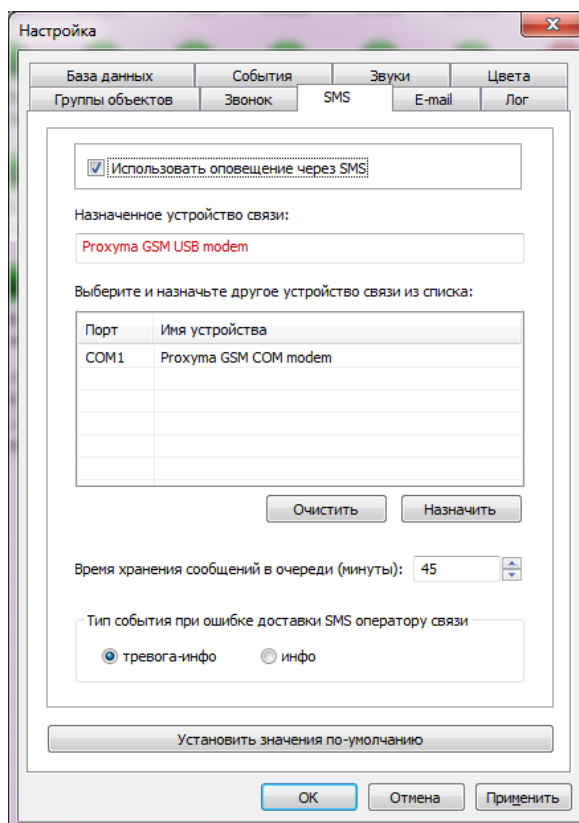 Настройка
База данных События Звуки Цвета
Группы объектов Звонок SMS E-mail Лог
Использовать оповещение через SMS
Назначенное устройство связи:
Proxyma GSM USB modem
Выберите и назначьте другое устройство связи из списка:
Порт Имя устройства
COM1 Proxyma GSM COM modem
Очистить Назначить
Время хранения сообщений в очереди (минуты): 45
Тип события при ошибке доставки SMS оператору связи
тревога-инфо инфо
Установить значения по-умолчанию
OK Отмена Применить